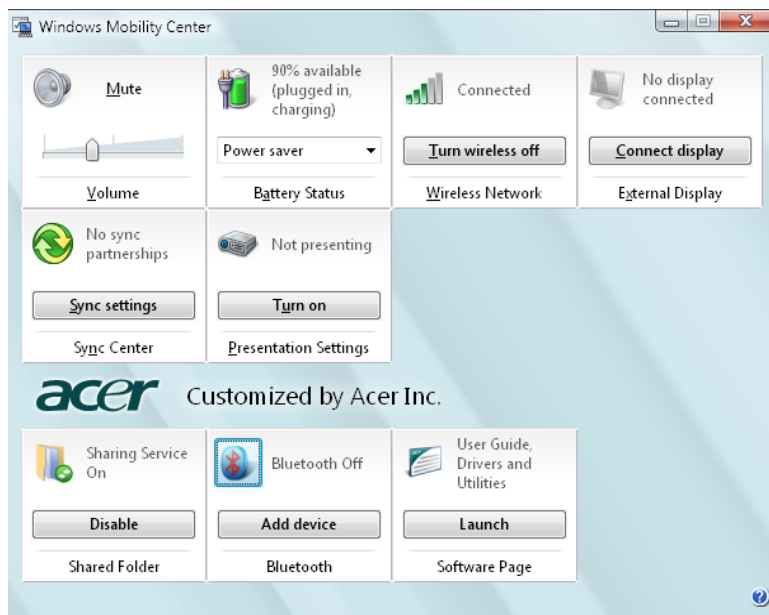 Windows Mobility Center
Mute
Volume
90% available
(plugged in,
charging)
Power saver
Battery Status
Connected
Turn wireless off
Wireless Network
No display
connected
Connect display
External Display
No sync
partnerships
Sync settings
Sync Center
Not presenting
Turn on
Presentation Settings
acer Customized by Acer Inc.
Sharing Service
On
Disable
Shared Folder
Bluetooth Off
Add device
Bluetooth
User Guide,
Drivers and
Utilities
Launch
Software Page
?